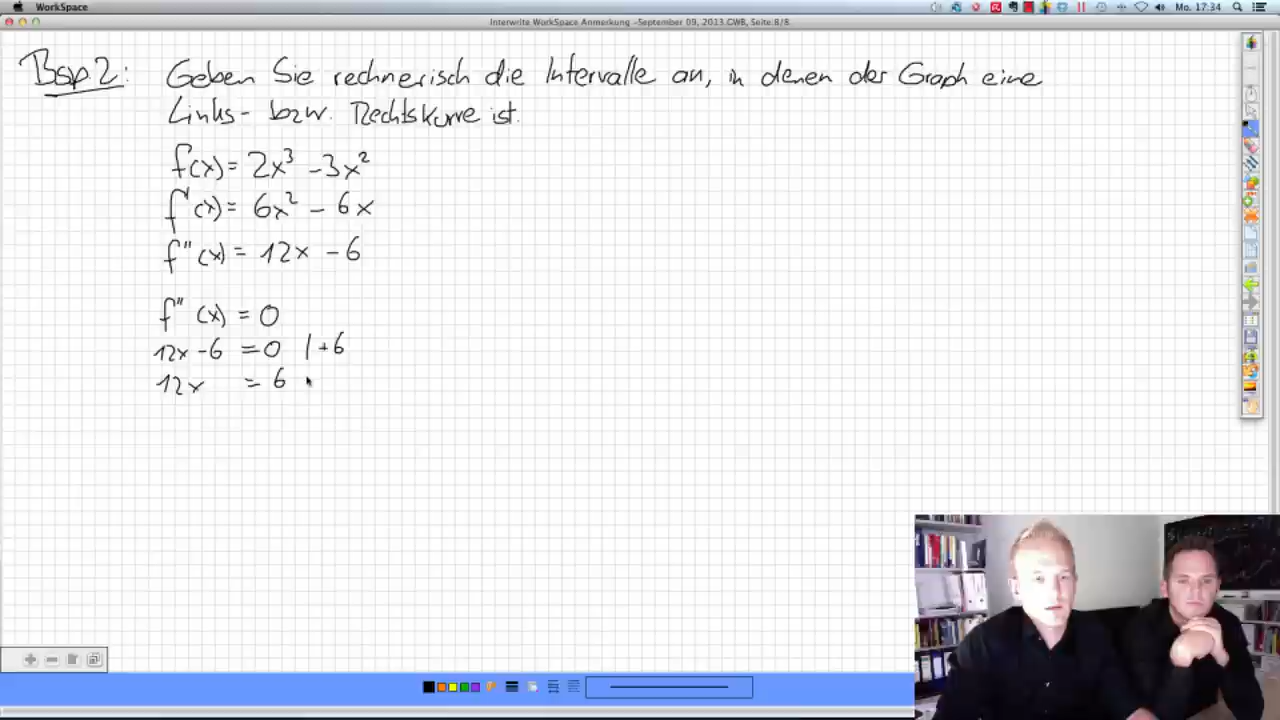 WorkSpace
Mo. 17:34
Interwrite WorkSpace Anmerkung -September 09, 2013.GWB, Seite:8/8
Bsp 2: Geben Sie rechnerisch die Intervalle an, in denen der Graph eine
Links- bzw. Rechtskurve ist.
f(x) = 2x³ - 3x²
f'(x) = 6x² - 6x
f"(x) = 12x - 6
f"(x) = 0
12x - 6 = 0 | + 6
12x = 6